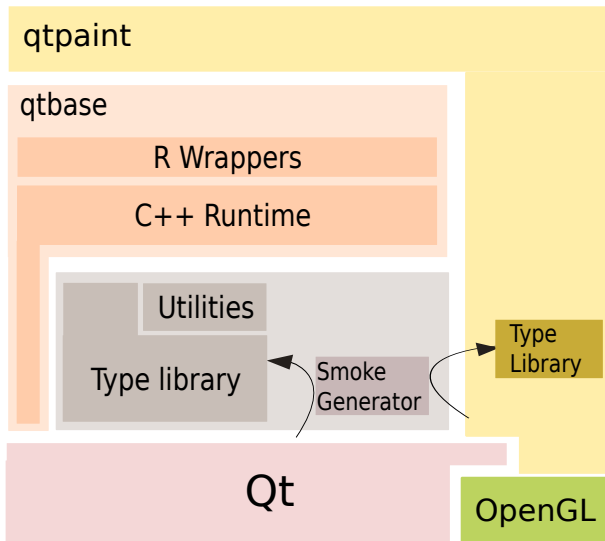 qtpaint
qtbase
R Wrappers
C++ Runtime
Utilities
Type library
Smoke
Generator
Type
Library
Qt
OpenGL